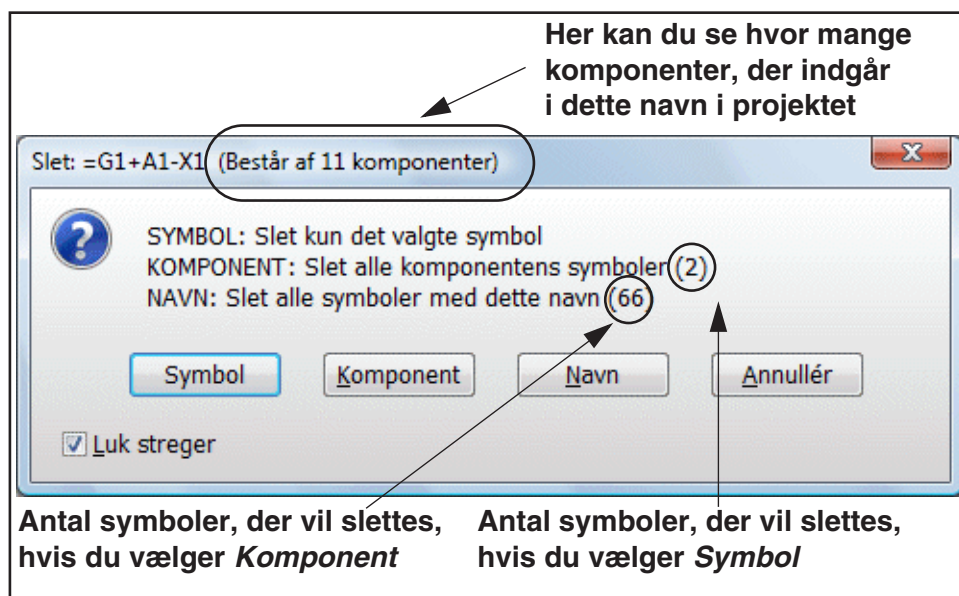 Her kan du se hvor mange
komponenter, der indgår
i dette navn i projektet
Slet: =G1+A1-X1 (Består af 11 komponenter)
SYMBOL: Slet kun det valgte symbol
KOMPONENT: Slet alle komponentens symboler (2)
NAVN: Slet alle symboler med dette navn (66)
Symbol Komponent Navn Annullér
Luk streger
Antal symboler, der vil slettes,
hvis du vælger Komponent
Antal symboler, der vil slettes,
hvis du vælger Symbol